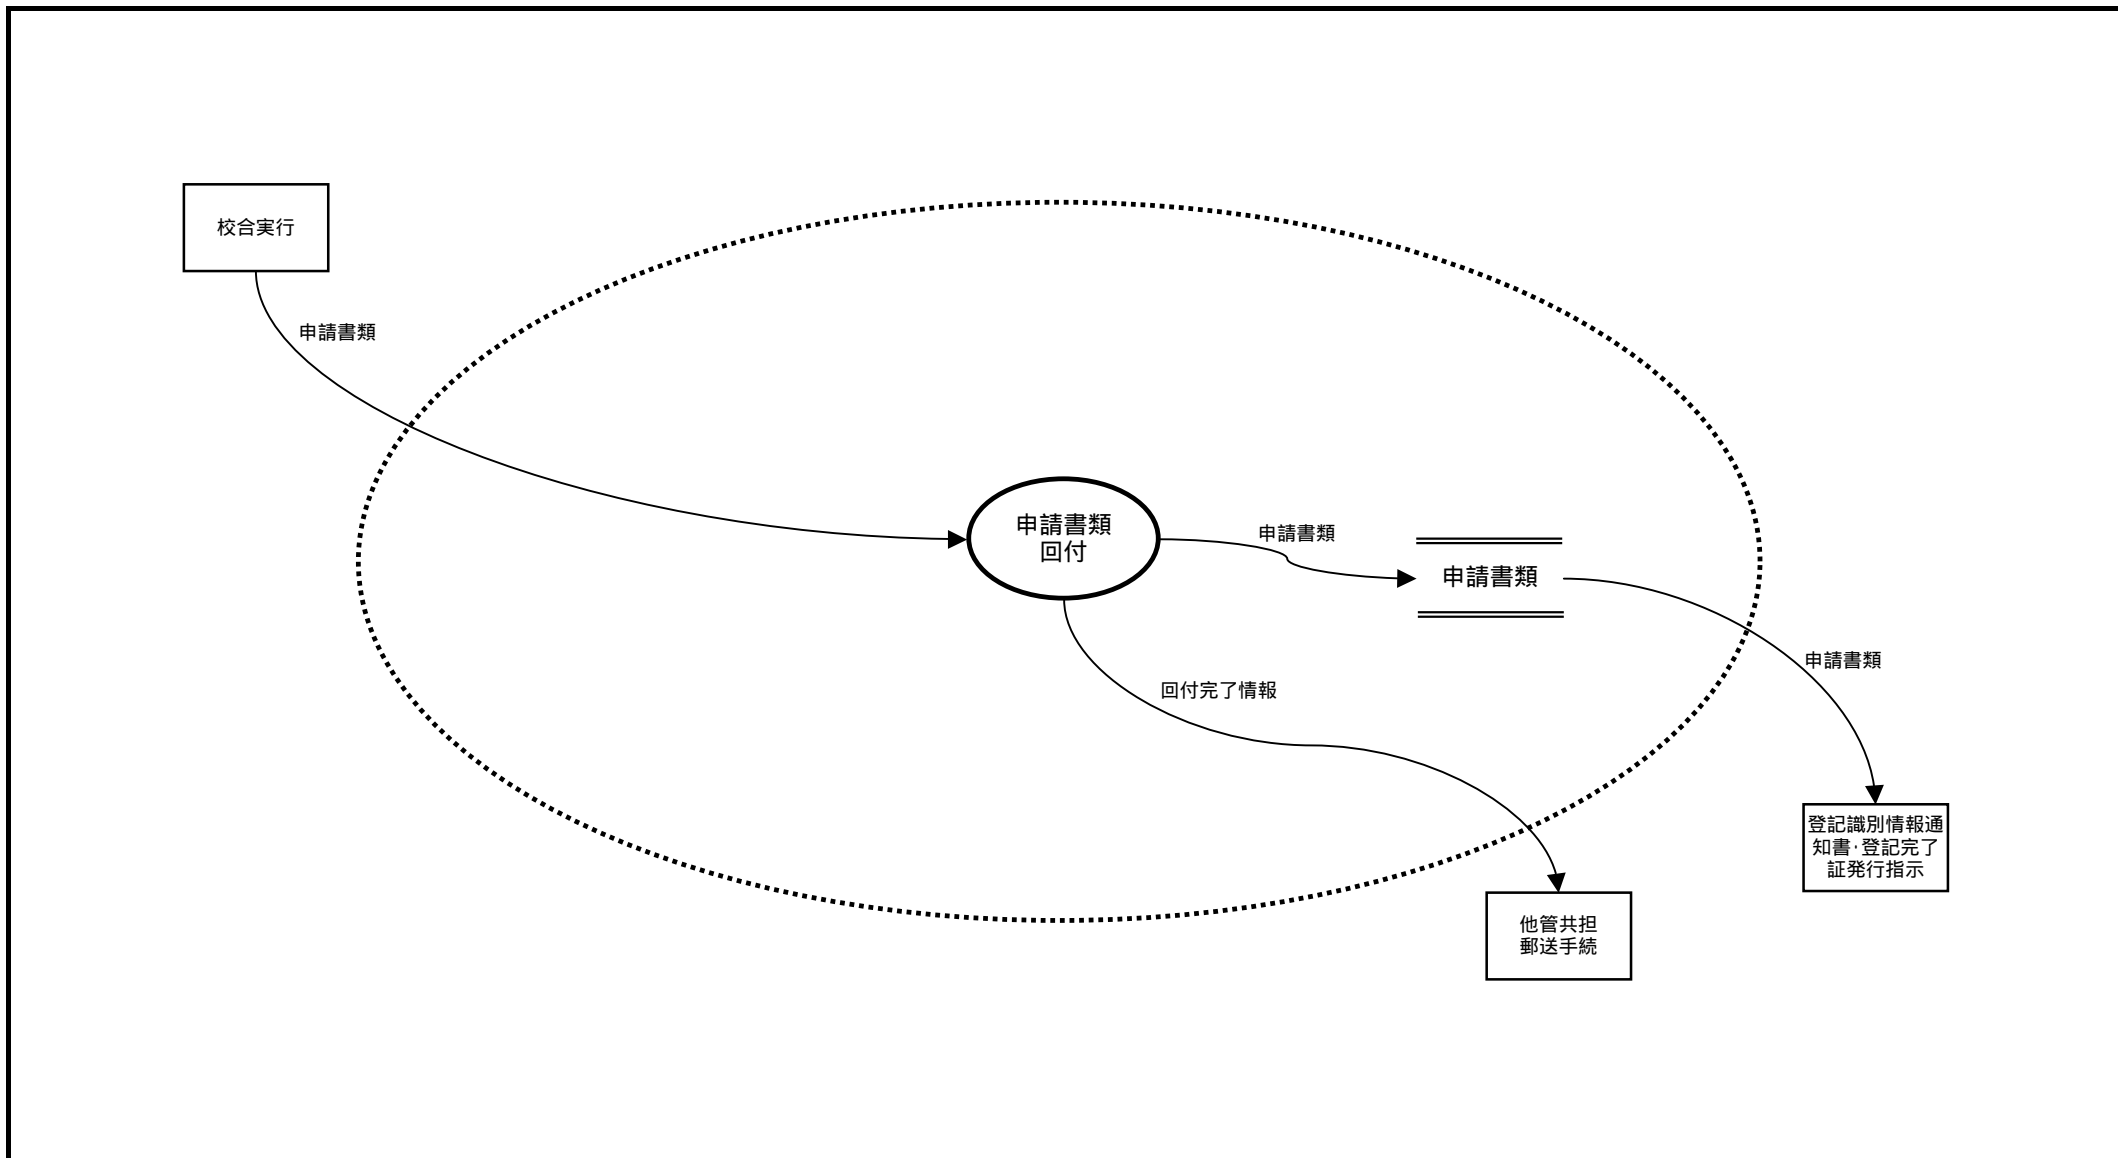 校合実行
申請書類
申請書類
回付
申請書類
申請書類
申請書類
回付完了情報
登記識別情報通
知書･登記完了
証発行指示
他管共担
郵送手続